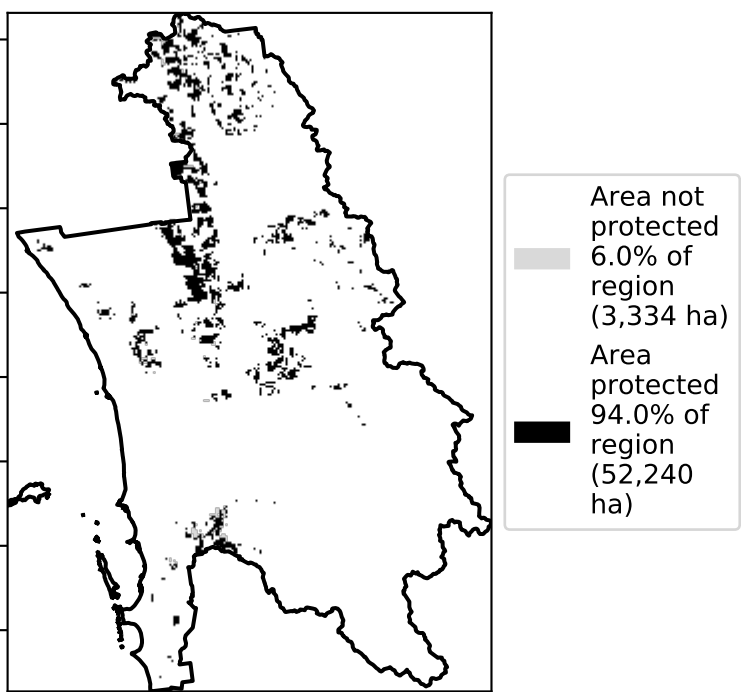 Area not
protected
6.0% of
region
(3,334 ha)
Area
protected
94.0% of
region
(52,240
ha)